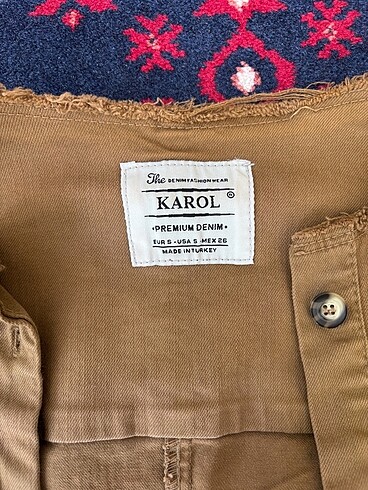 The DENIM FASHION WEAR
KAROL ®
•PREMIUM DENIM•
EUR S - USA S - MEX 26
MADE IN TURKEY